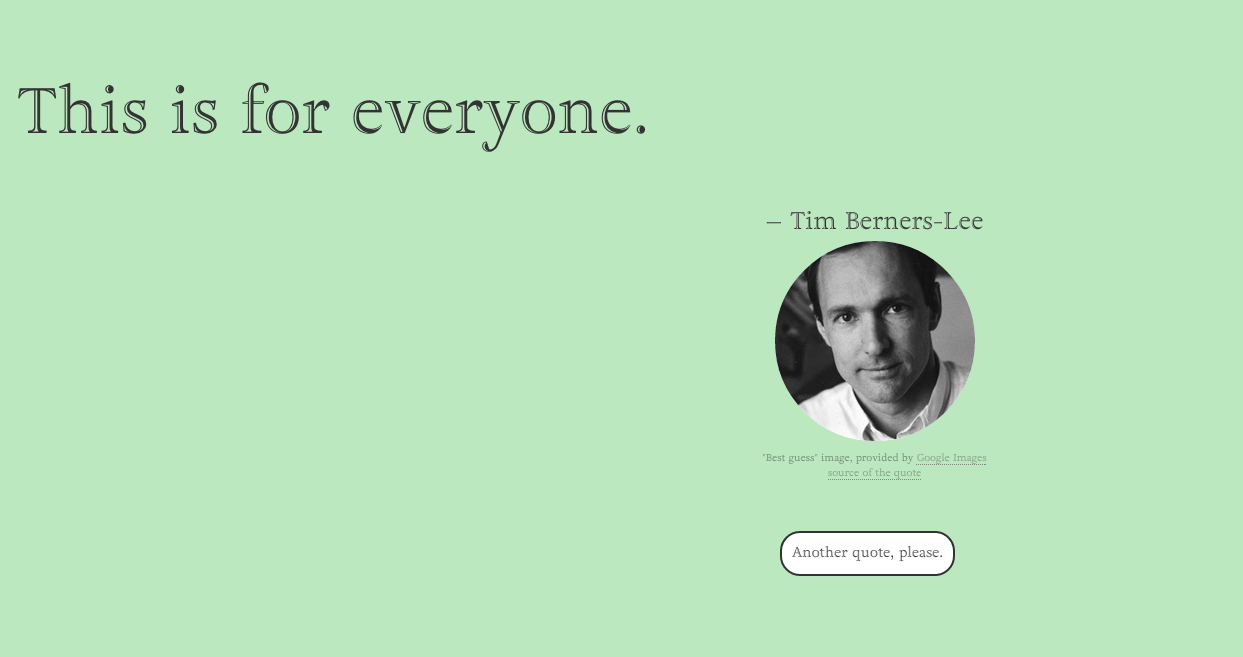 This is for everyone.
— Tim Berners-Lee
"Best guess" image, provided by Google Images
source of the quote
Another quote, please.